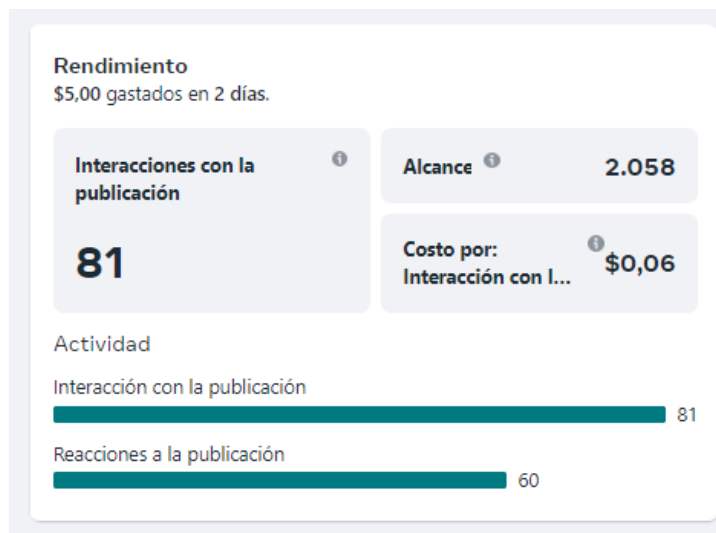 Rendimiento
$5,00 gastados en 2 días.
Interacciones con la
publicación
81
Alcance
2.058
Costo por:
Interacción con l...
$0,06
Actividad
Interacción con la publicación
81
Reacciones a la publicación
60